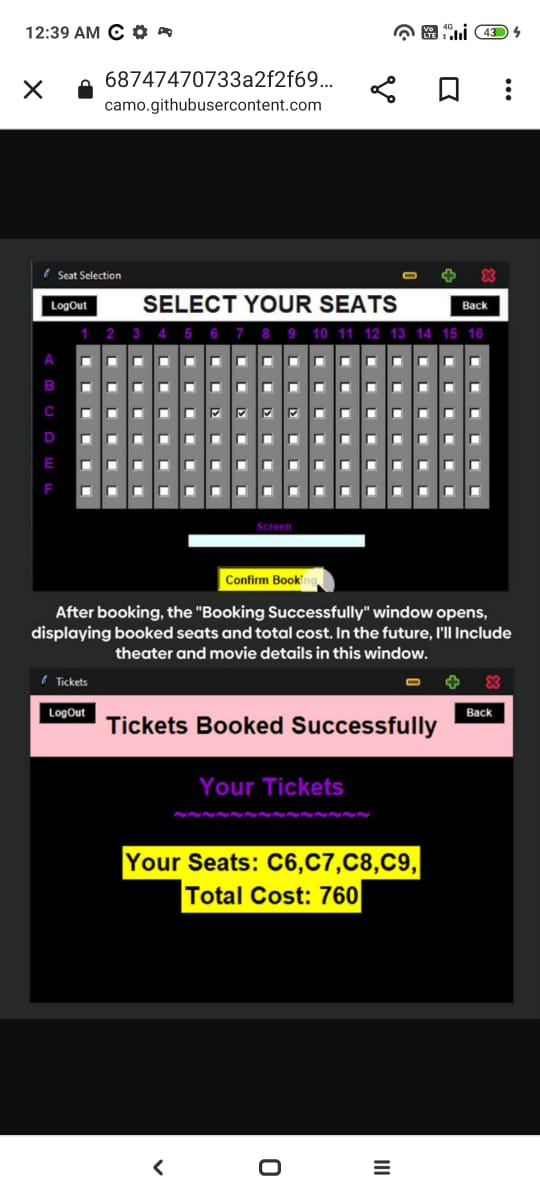 12:39 AM
Vo LTE 4G 43
68747470733a2f2f69...
camo.githubusercontent.com
Seat Selection
LogOut SELECT YOUR SEATS Back
1 2 3 4 5 6 7 8 9 10 11 12 13 14 15 16
A
B
C
D
E
F
Screen
Confirm Booking
After booking, the "Booking Successfully" window opens,
displaying booked seats and total cost. In the future, I'll Include
theater and movie details in this window.
Tickets
LogOut Tickets Booked Successfully Back
Your Tickets
~~~~~~~~~~~~~~
Your Seats: C6,C7,C8,C9,
Total Cost: 760